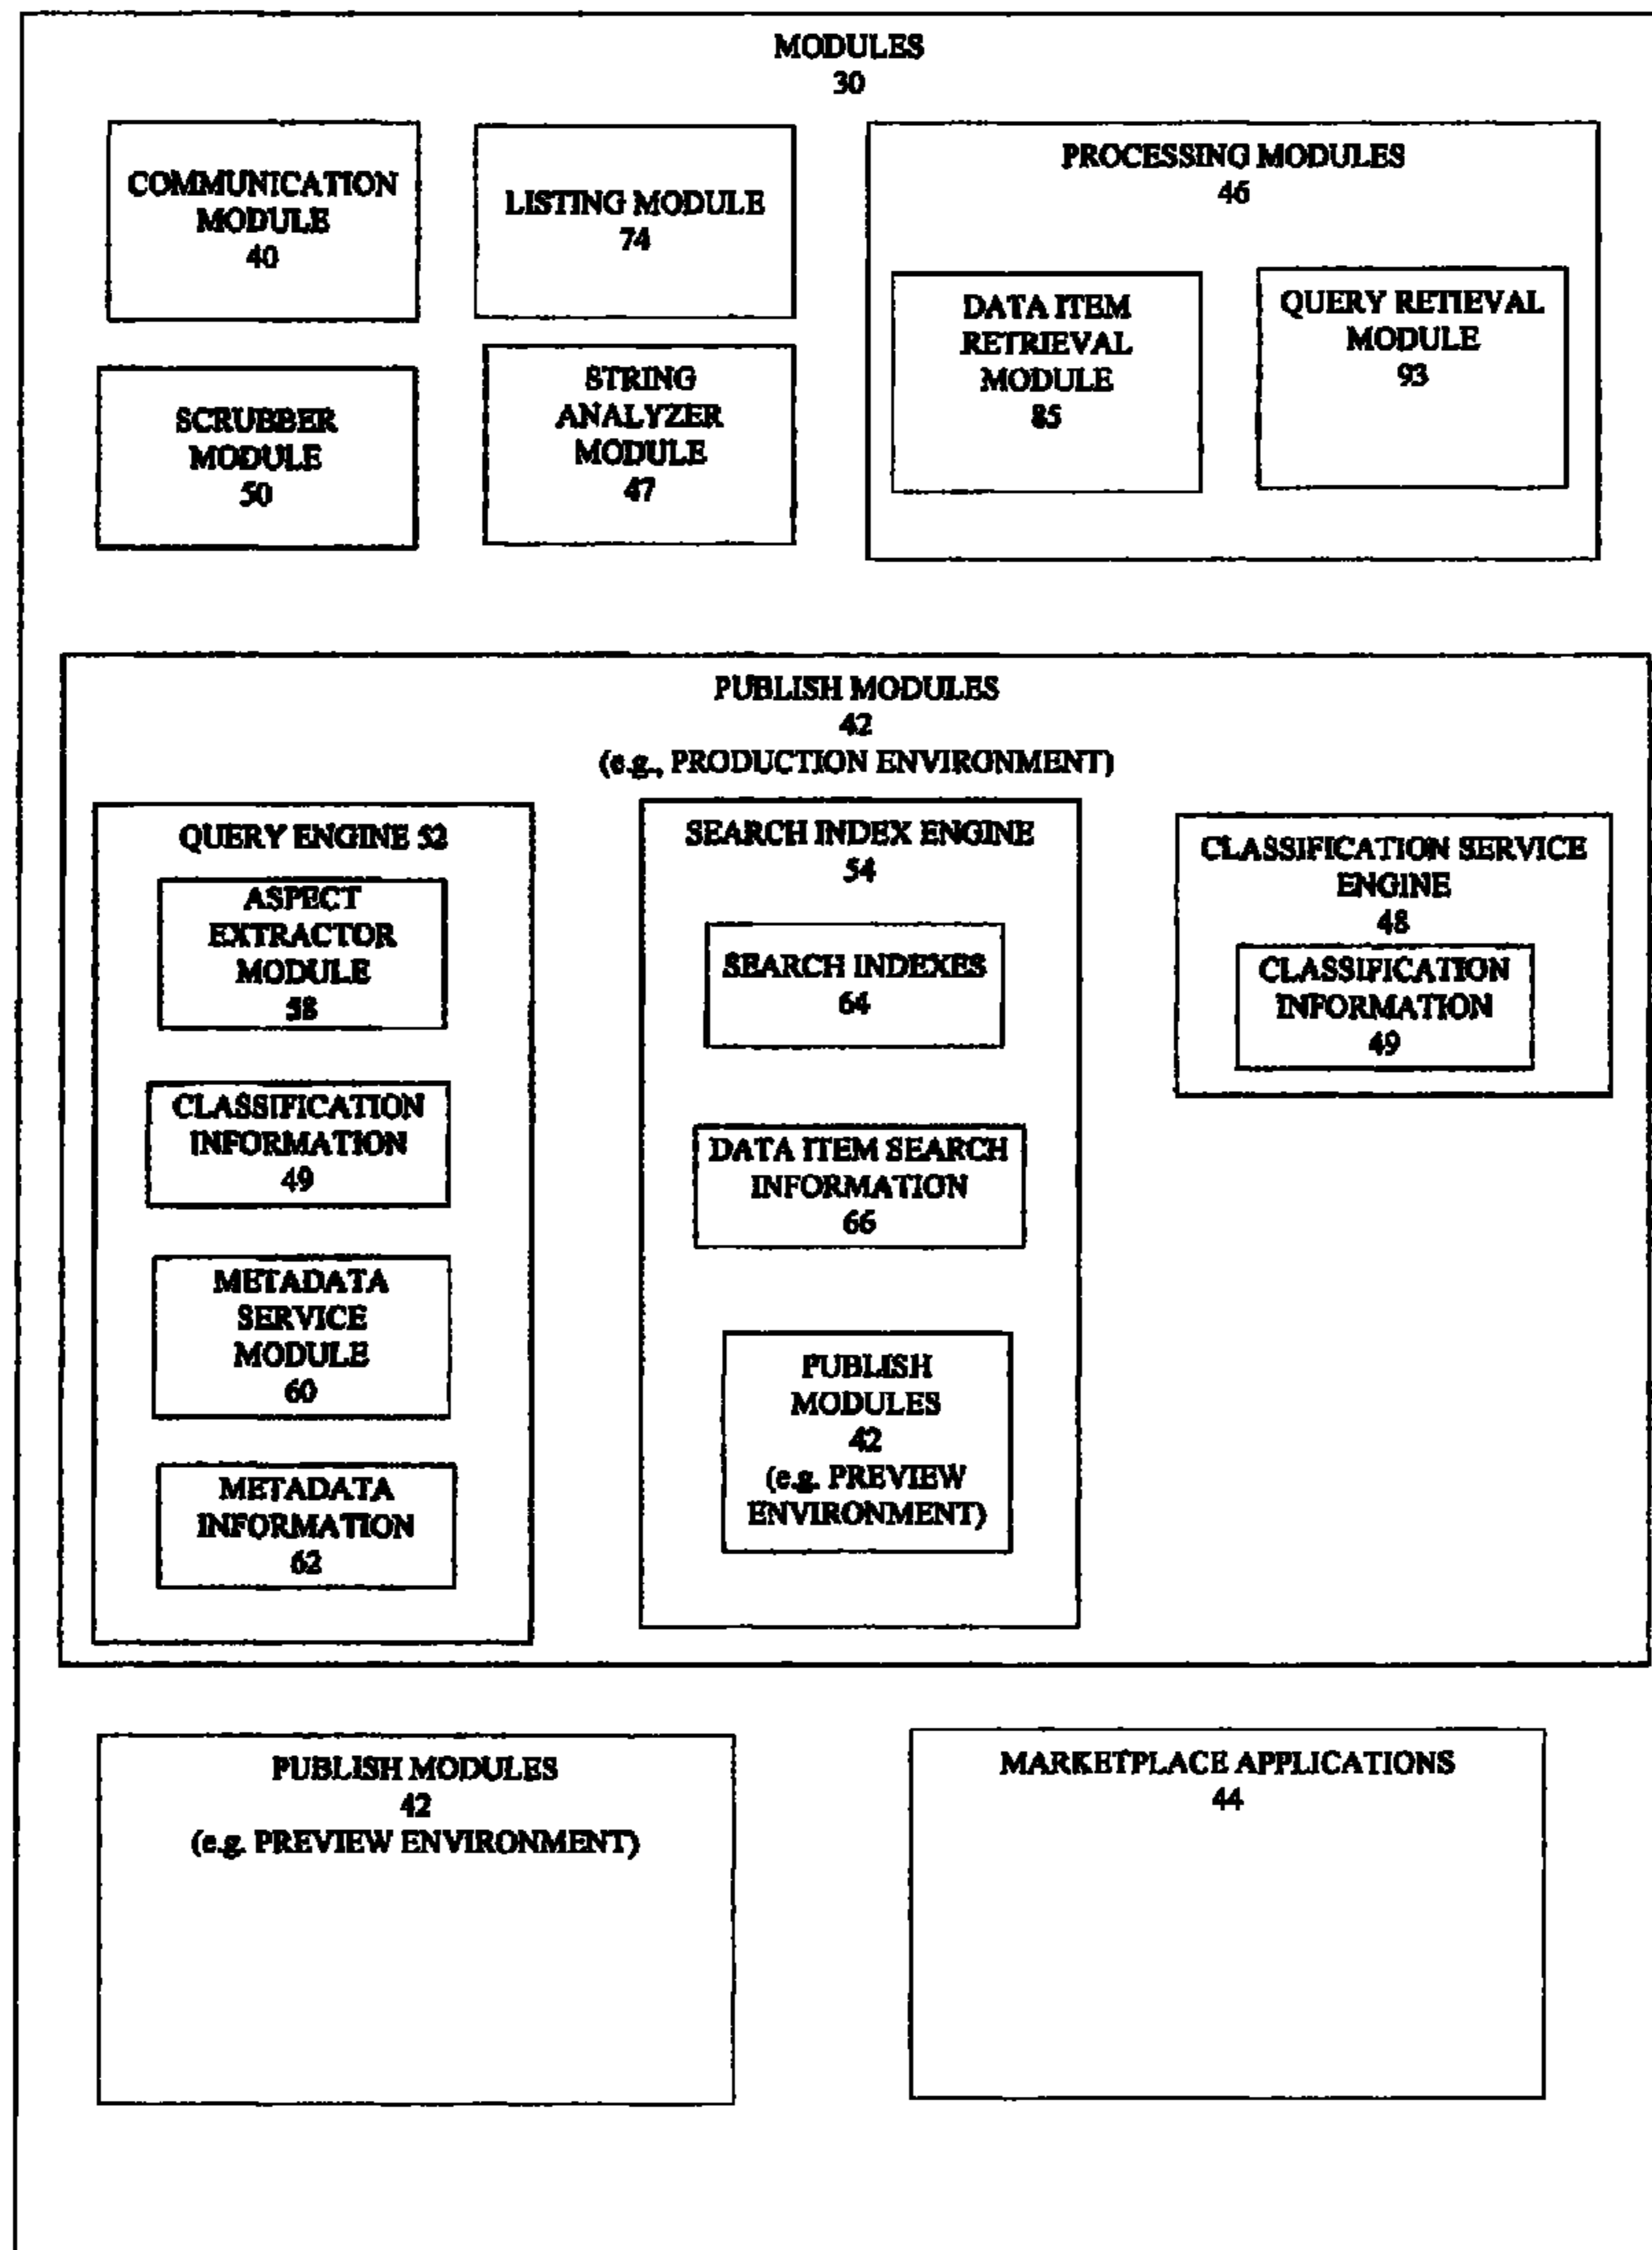 MODULES
30
COMMUNICATION
MODULE
40
LISTING MODULE
74
PROCESSING MODULES
46
DATA ITEM
RETRIEVAL
MODULE
85
QUERY RETIEVAL
MODULE
93
SCRUBBER
MODULE
50
STRING
ANALYZER
MODULE
47
PUBLISH MODULES
42
(e.g., PRODUCTION ENVIRONMENT)
QUERY ENGINE 52
ASPECT
EXTRACTOR
MODULE
58
CLASSIFICATION
INFORMATION
49
METADATA
SERVICE
MODULE
60
METADATA
INFORMATION
62
SEARCH INDEX ENGINE
54
SEARCH INDEXES
64
DATA ITEM SEARCH
INFORMATION
66
PUBLISH
MODULES
42
(e.g. PREVIEW
ENVIRONMENT)
CLASSIFICATION SERVICE
ENGINE
48
CLASSIFICATION
INFORMATION
49
PUBLISH MODULES
42
(e.g. PREVIEW ENVIRONMENT)
MARKETPLACE APPLICATIONS
44